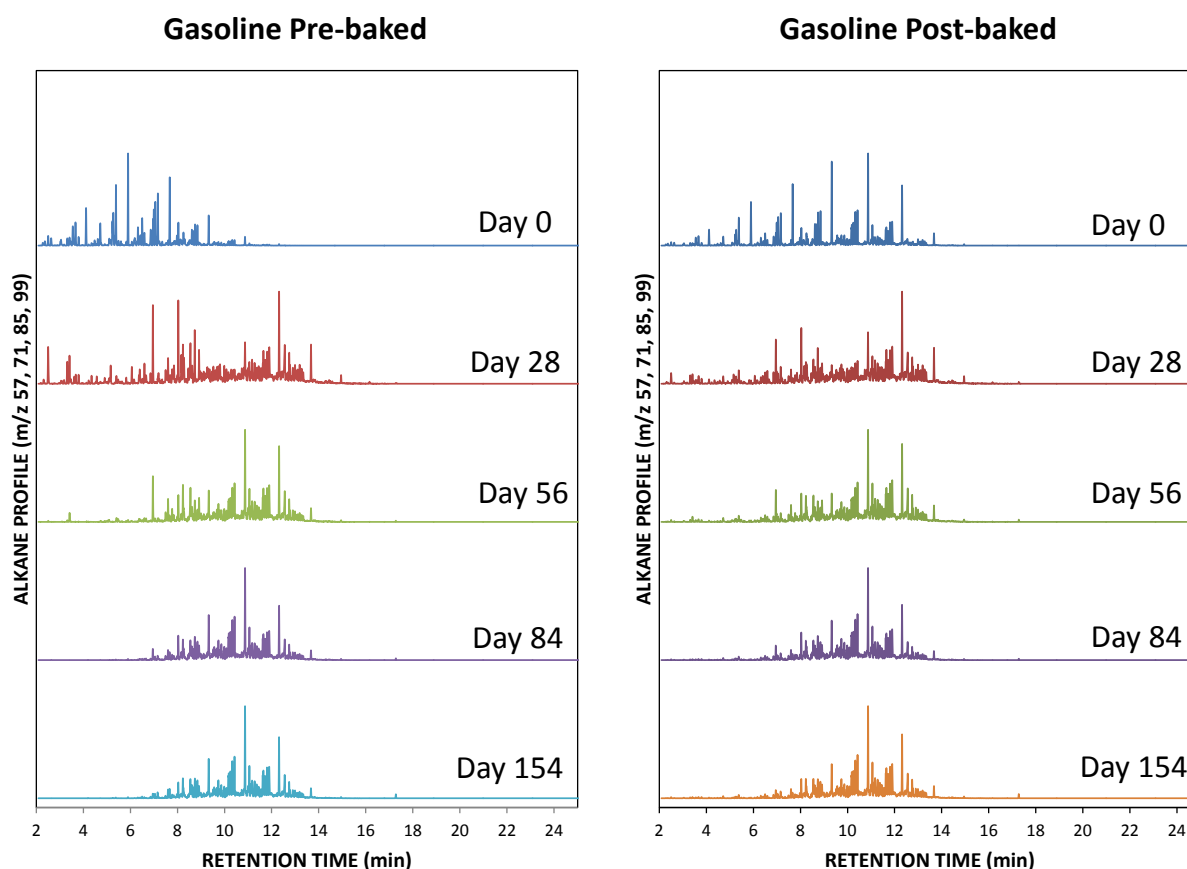 Gasoline Pre-baked
ALKANE PROFILE (m/z 57, 71, 85, 99)
Day 0
Day 28
Day 56
Day 84
Day 154
2 4 6 8 10 12 14 16 18 20 22 24
RETENTION TIME (min)
Gasoline Post-baked
ALKANE PROFILE (m/z 57, 71, 85, 99)
Day 0
Day 28
Day 56
Day 84
Day 154
2 4 6 8 10 12 14 16 18 20 22 24
RETENTION TIME (min)